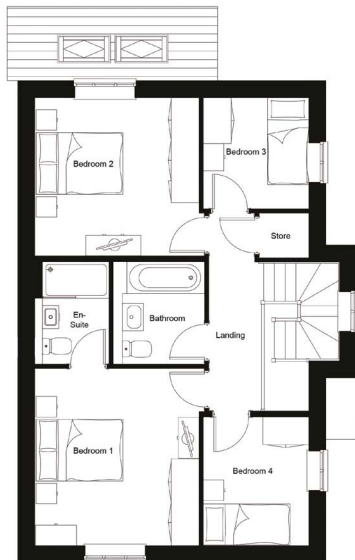 Bedroom 2
Bedroom 3
Store
En-
Suite
Bathroom
Landing
Bedroom 1
Bedroom 4